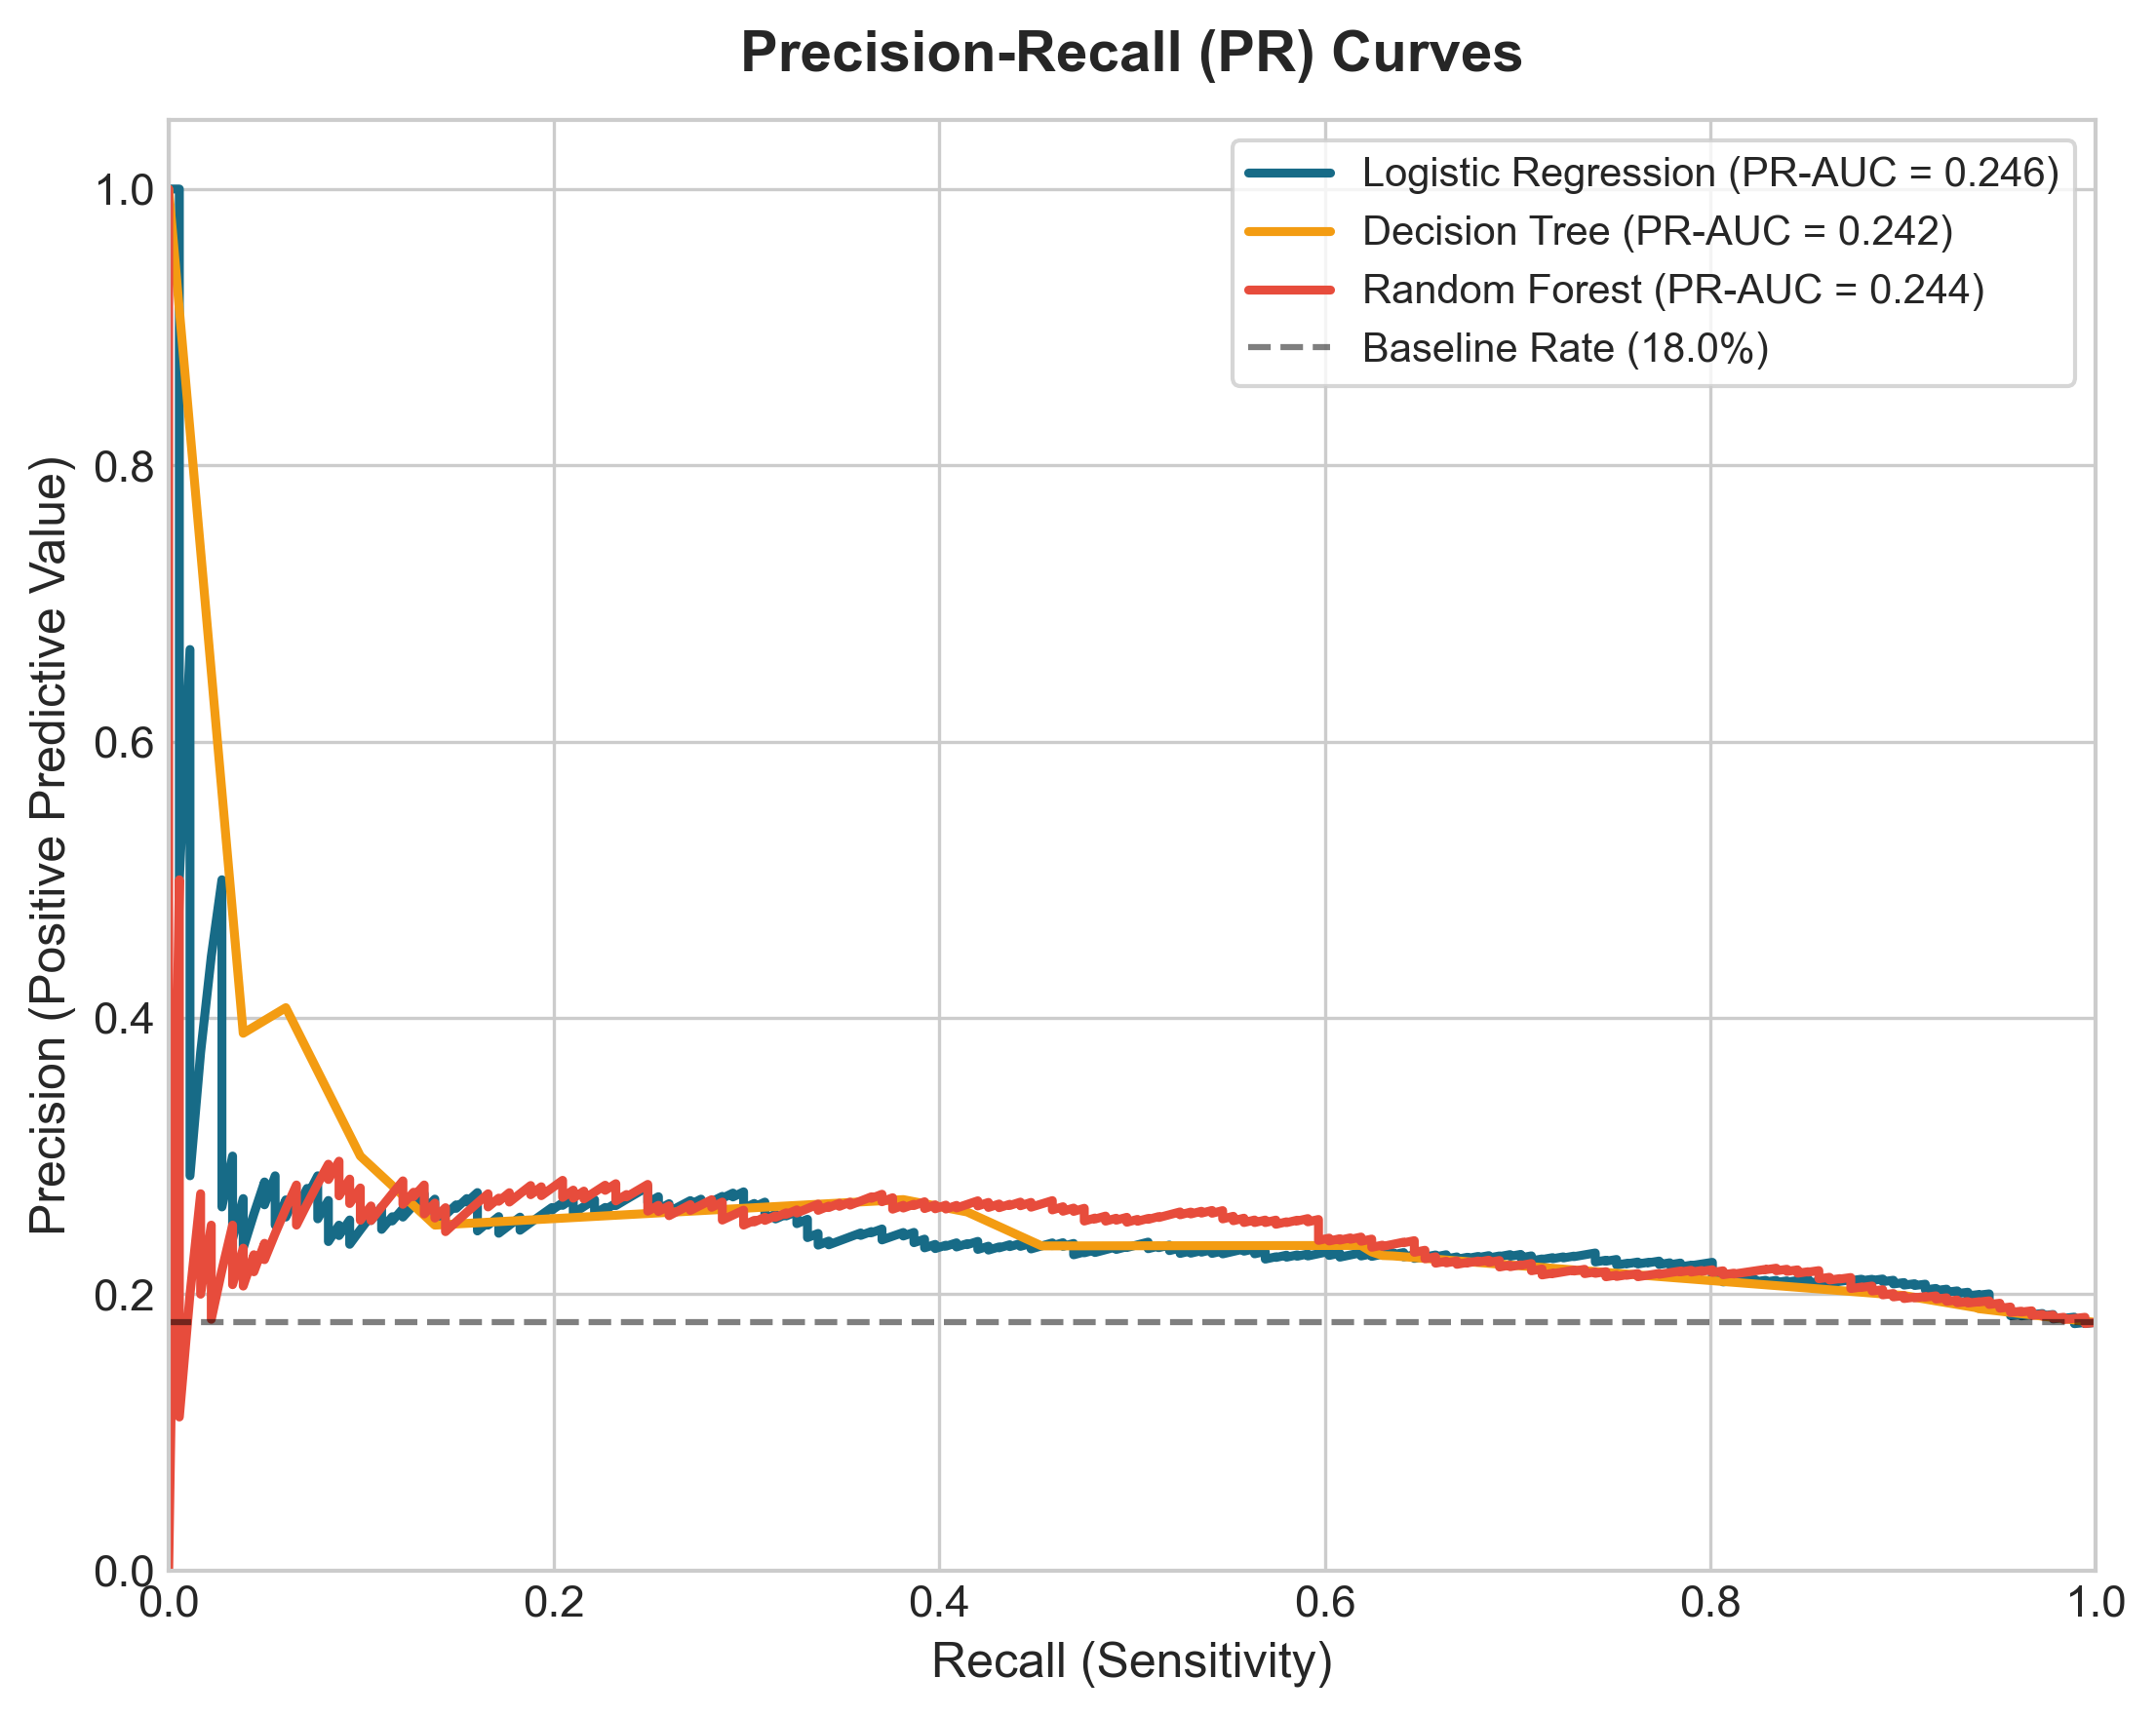 Precision-Recall (PR) Curves
Logistic Regression (PR-AUC = 0.246)
Decision Tree (PR-AUC = 0.242)
Random Forest (PR-AUC = 0.244)
Baseline Rate (18.0%)
Precision (Positive Predictive Value)
1.0
0.8
0.6
0.4
0.2
0.0
0.0 0.2 0.4 0.6 0.8 1.0
Recall (Sensitivity)